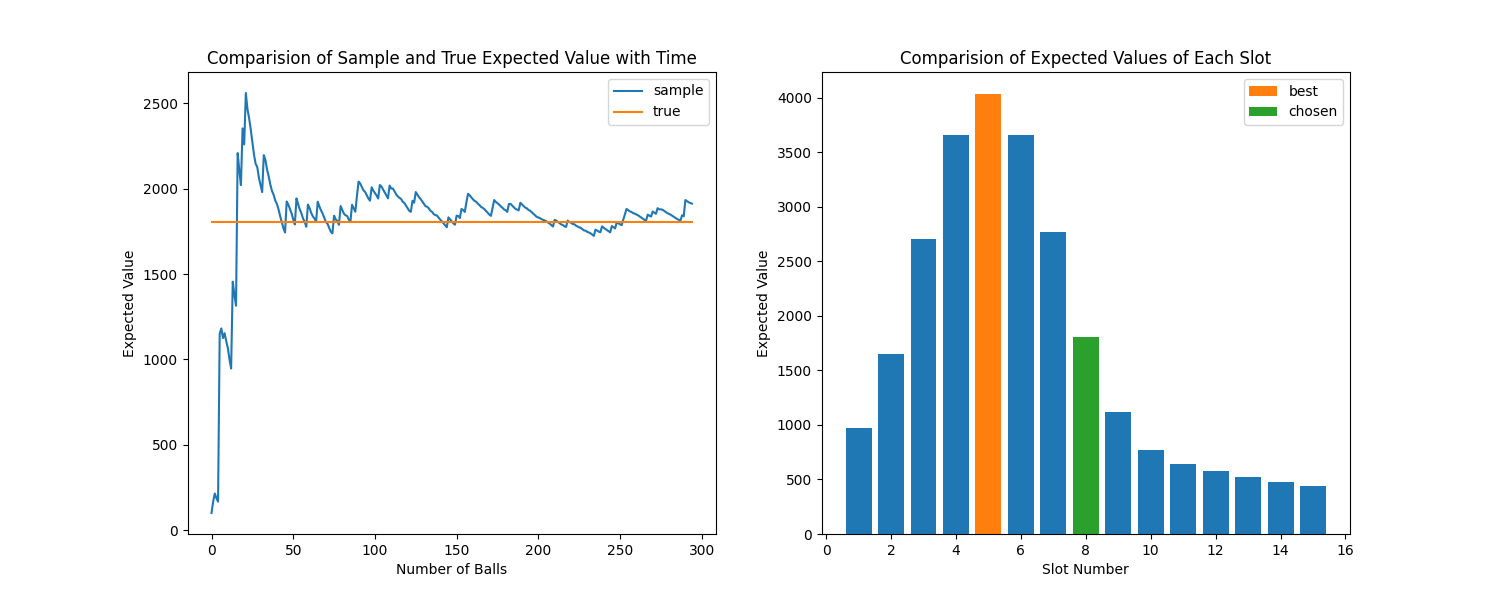 Comparision of Sample and True Expected Value with Time
sample
true
2500
2000
1500
1000
500
0
Expected Value
0 50 100 150 200 250 300
Number of Balls
Comparision of Expected Values of Each Slot
best
chosen
4000
3500
3000
2500
2000
1500
1000
500
0
Expected Value
0 2 4 6 8 10 12 14 16
Slot Number